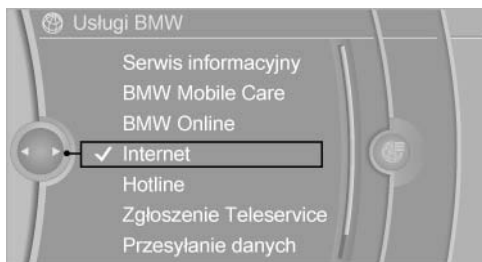 Usługi BMW
Serwis informacyjny
BMW Mobile Care
BMW Online
Internet
Hotline
Zgłoszenie Teleservice
Przesyłanie danych